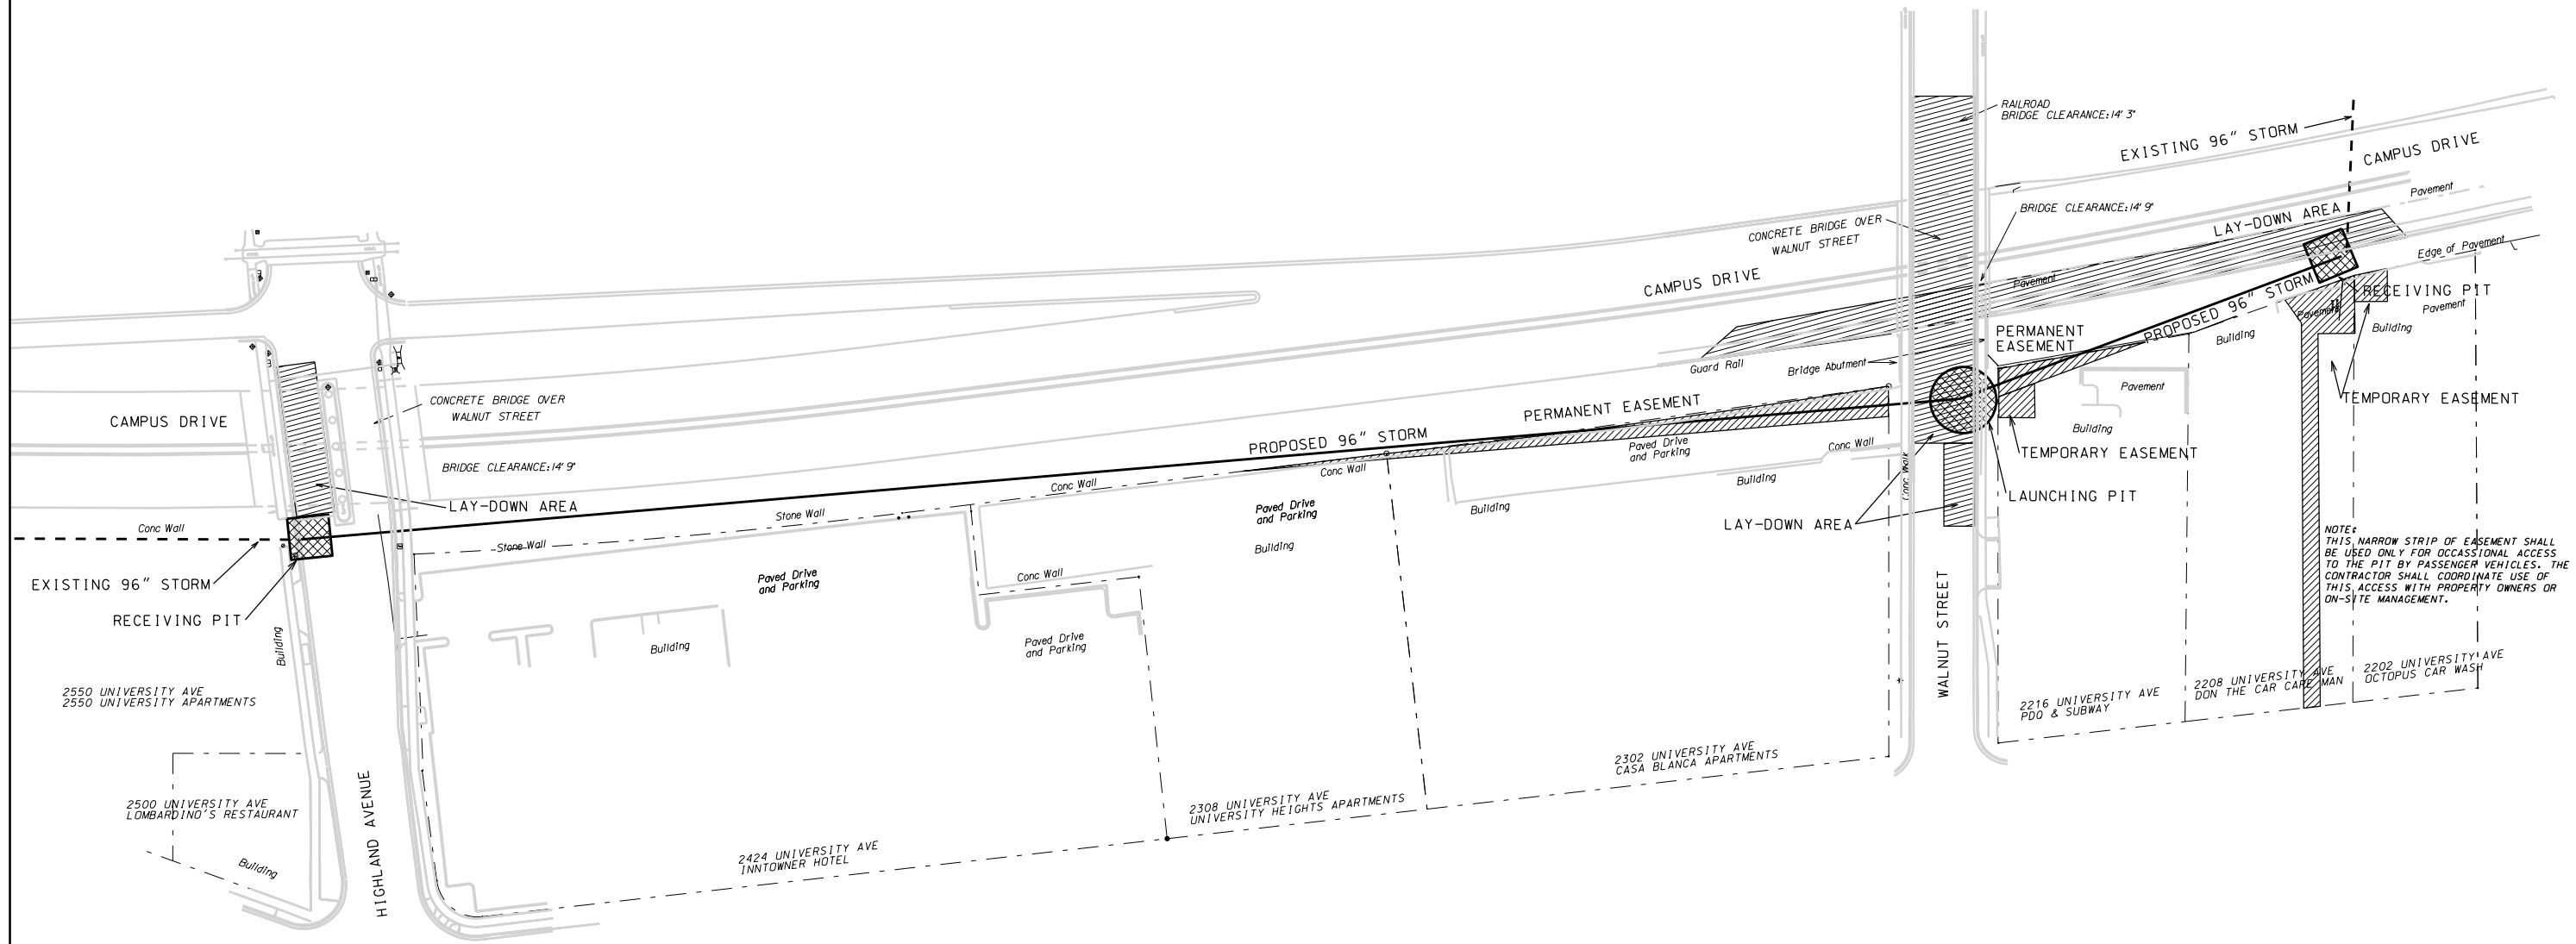 RAILROAD
BRIDGE CLEARANCE:14' 3"
EXISTING 96" STORM
CAMPUS DRIVE
Pavement
BRIDGE CLEARANCE:14' 9"
LAY-DOWN AREA
CONCRETE BRIDGE OVER
WALNUT STREET
Edge of Pavement
CAMPUS DRIVE
Pavement
RECEIVING PIT
PROPOSED 96" STORM
Pavement
Pavement
Building
Building
PERMANENT
EASEMENT
Guard Rail
Bridge Abutment
Pavement
TEMPORARY EASEMENT
CONCRETE BRIDGE OVER
WALNUT STREET
CAMPUS DRIVE
PERMANENT EASEMENT
PROPOSED 96" STORM
Building
Paved Drive
and Parking
Conc Wall
TEMPORARY EASEMENT
BRIDGE CLEARANCE:14' 9"
Conc Wall
Conc Wall
Conc Walk
LAUNCHING PIT
LAY-DOWN AREA
Building
Building
LAY-DOWN AREA
Conc Wall
Stone Wall
Paved Drive
and Parking
Stone Wall
Building
NOTE:
THIS NARROW STRIP OF EASEMENT SHALL
BE USED ONLY FOR OCCASSIONAL ACCESS
TO THE PIT BY PASSENGER VEHICLES. THE
CONTRACTOR SHALL COORDINATE USE OF
THIS ACCESS WITH PROPERTY OWNERS OR
ON-SITE MANAGEMENT.
EXISTING 96" STORM
RECEIVING PIT
Paved Drive
and Parking
Conc Wall
Building
Building
Paved Drive
and Parking
WALNUT STREET
2550 UNIVERSITY AVE
2550 UNIVERSITY APARTMENTS
2216 UNIVERSITY AVE
PDQ & SUBWAY
2208 UNIVERSITY AVE
DON THE CAR CARE MAN
2202 UNIVERSITY AVE
OCTOPUS CAR WASH
2302 UNIVERSITY AVE
CASA BLANCA APARTMENTS
2500 UNIVERSITY AVE
LOMBARDINO'S RESTAURANT
2308 UNIVERSITY AVE
UNIVERSITY HEIGHTS APARTMENTS
HIGHLAND AVENUE
Building
2424 UNIVERSITY AVE
INNTOWNER HOTEL